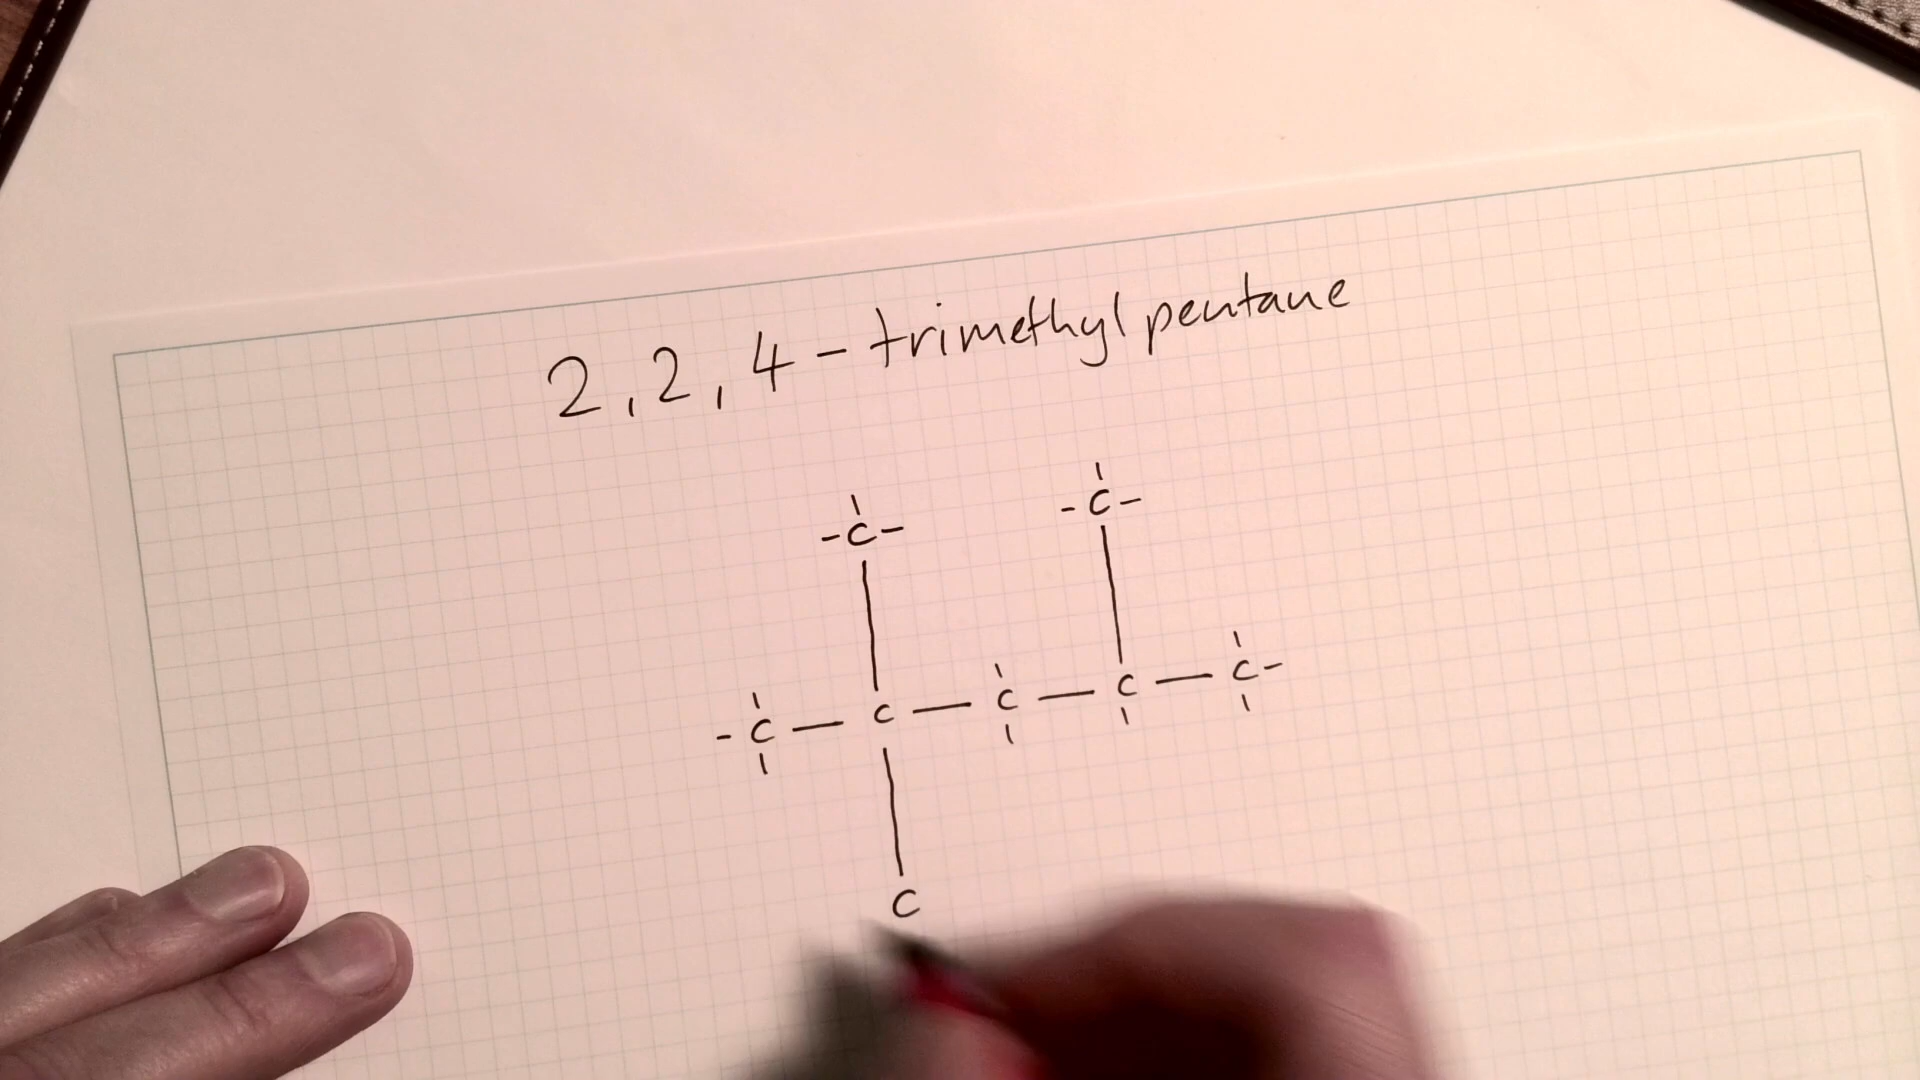 2,2,4-trimethylpentane
-C- -C-
-C—C—C—C—C-
C